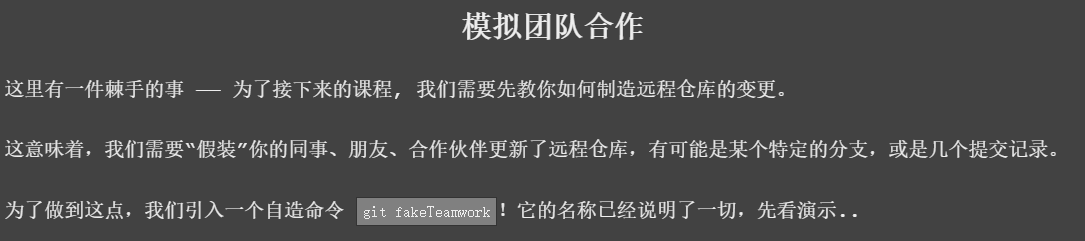 模拟团队合作
这里有一件棘手的事 —— 为了接下来的课程, 我们需要先教你如何制造远程仓库的变更。
这意味着，我们需要“假装”你的同事、朋友、合作伙伴更新了远程仓库，有可能是某个特定的分支，或是几个提交记录。
为了做到这点，我们引入一个自造命令 git fakeTeamwork！它的名称已经说明了一切，先看演示..